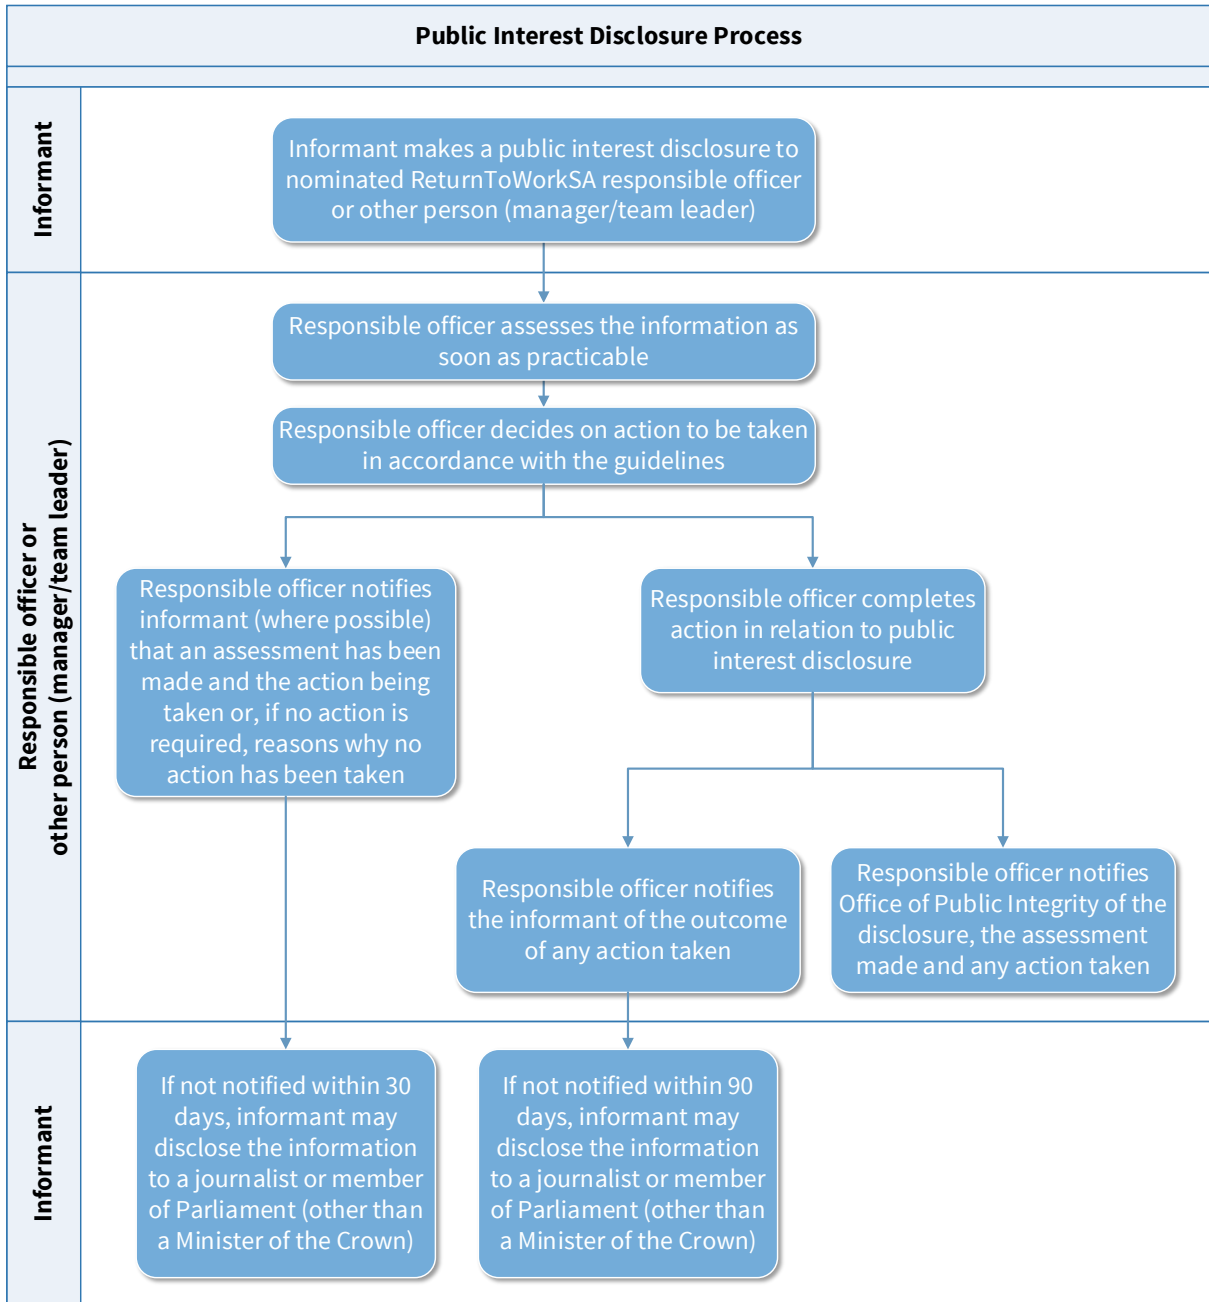 Public Interest Disclosure Process
Informant
Informant makes a public interest disclosure to
nominated ReturnToWorkSA responsible officer
or other person (manager/team leader)
Responsible officer or
other person (manager/team leader)
Responsible officer assesses the information as
soon as practicable
Responsible officer decides on action to be taken
in accordance with the guidelines
Responsible officer notifies
informant (where possible)
that an assessment has been
made and the action being
taken or, if no action is
required, reasons why no
action has been taken
Responsible officer completes
action in relation to public
interest disclosure
Responsible officer notifies
the informant of the outcome
of any action taken
Responsible officer notifies
Office of Public Integrity of the
disclosure, the assessment
made and any action taken
Informant
If not notified within 30
days, informant may
disclose the information
to a journalist or member
of Parliament (other than
a Minister of the Crown)
If not notified within 90
days, informant may
disclose the information
to a journalist or member
of Parliament (other than
a Minister of the Crown)